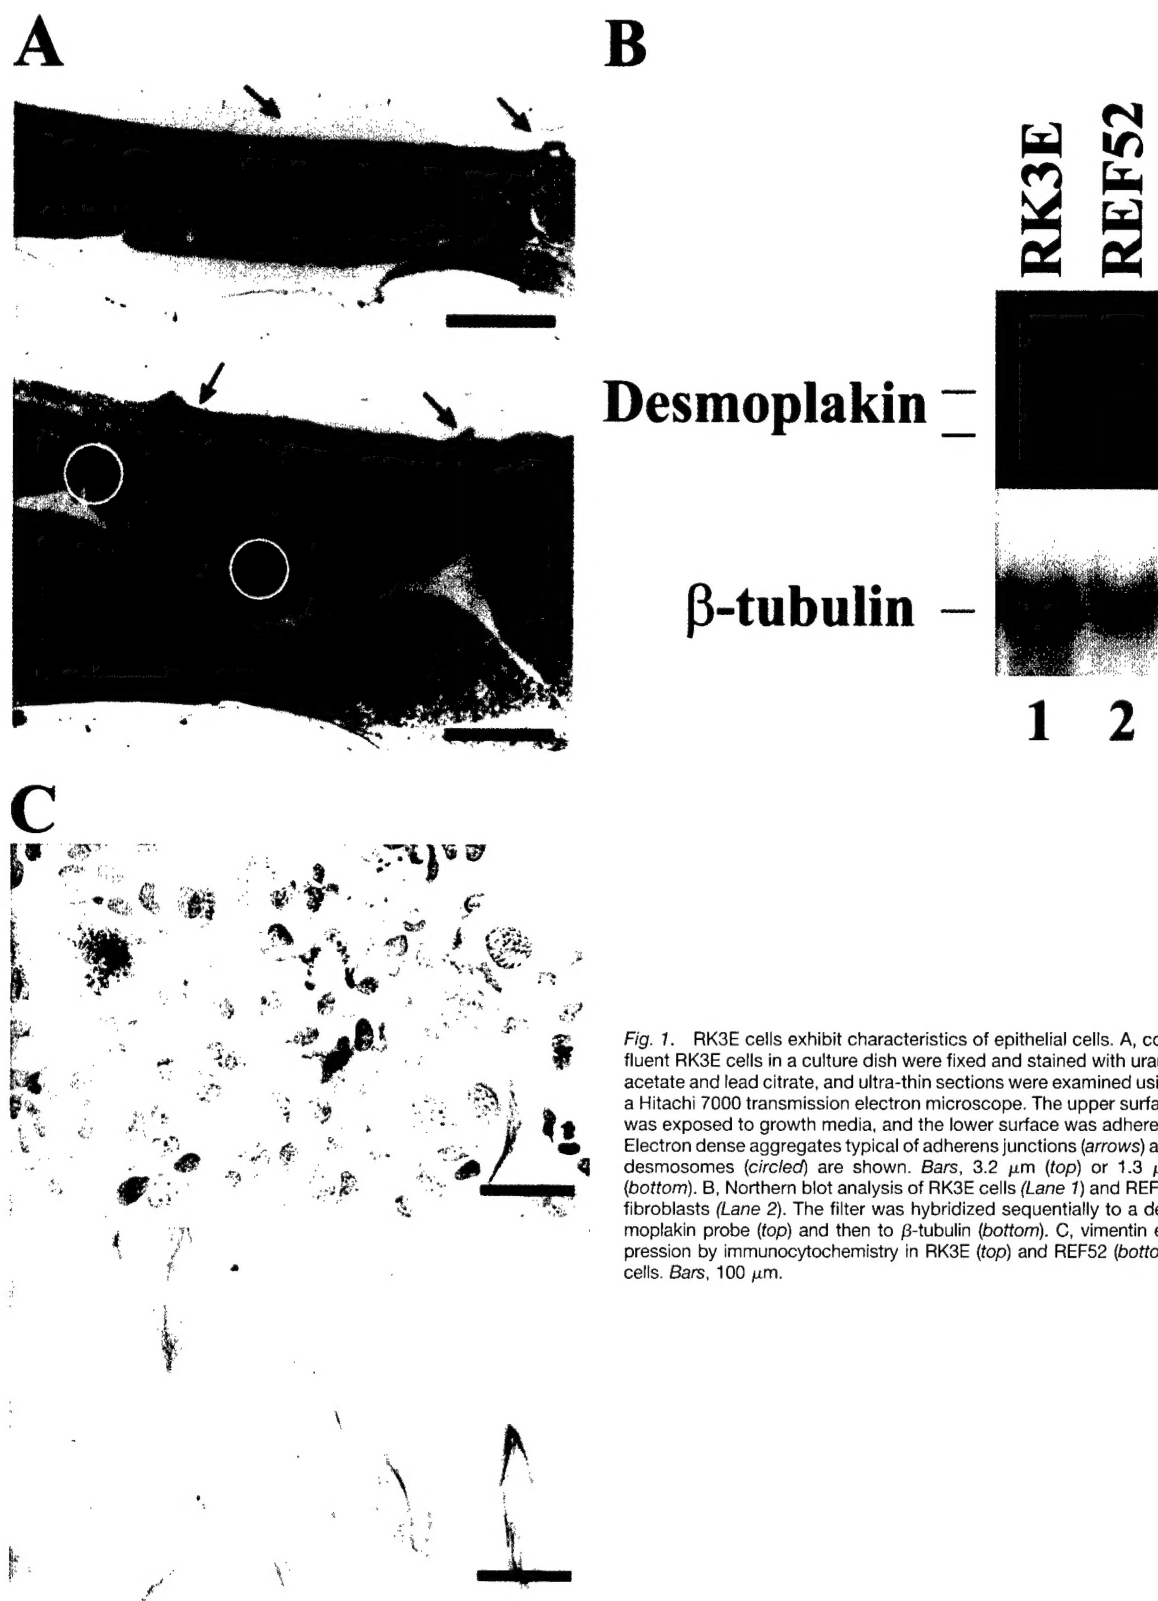 A
B
RK3E
REF52
Desmoplakin
β-tubulin
1 2
C
Fig. 1. RK3E cells exhibit characteristics of epithelial cells. A, co
fluent RK3E cells in a culture dish were fixed and stained with uran
acetate and lead citrate, and ultra-thin sections were examined usi
a Hitachi 7000 transmission electron microscope. The upper surfa
was exposed to growth media, and the lower surface was adhere
Electron dense aggregates typical of adherens junctions (arrows) a
desmosomes (circled) are shown. Bars, 3.2 μm (top) or 1.3 μ
(bottom). B, Northern blot analysis of RK3E cells (Lane 1) and REF
fibroblasts (Lane 2). The filter was hybridized sequentially to a de
moplakin probe (top) and then to β-tubulin (bottom). C, vimentin e
pression by immunocytochemistry in RK3E (top) and REF52 (botto
cells. Bars, 100 μm.